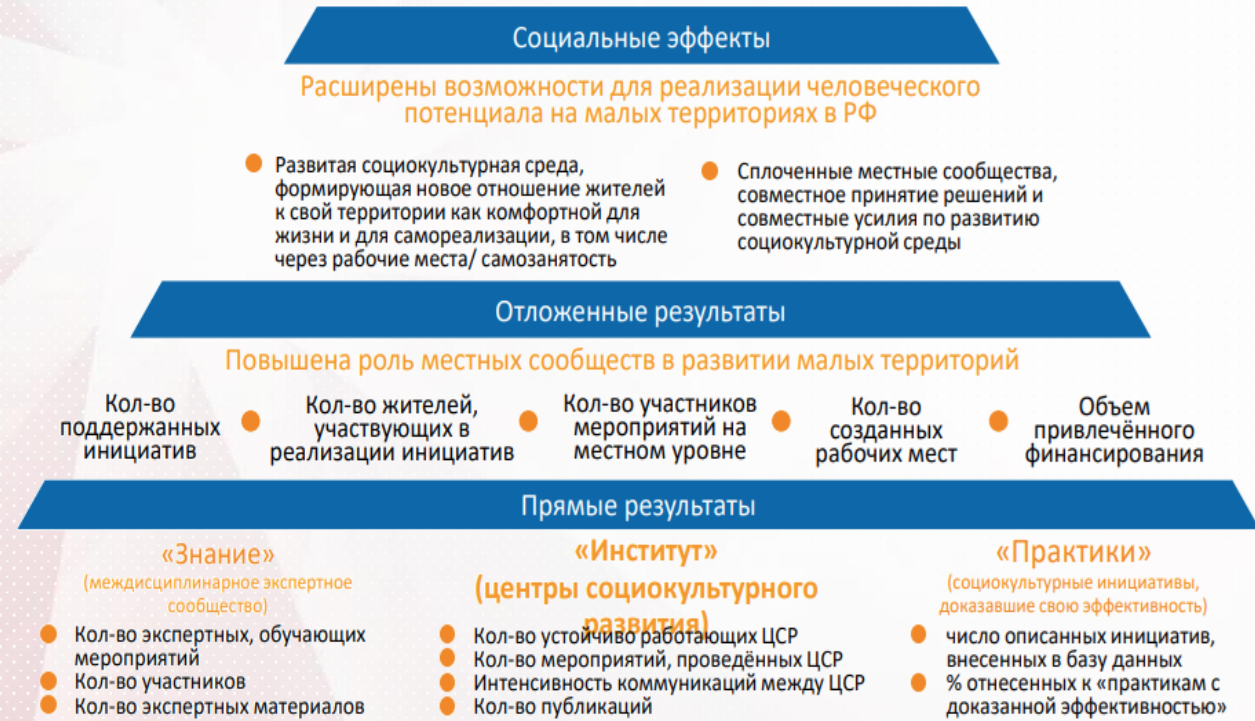 Социальные эффекты
Расширены возможности для реализации человеческого
потенциала на малых территориях в РФ
Развитая социокультурная среда,
формирующая новое отношение жителей
к свой территории как комфортной для
жизни и для самореализации, в том числе
через рабочие места/ самозанятость
Сплоченные местные сообщества,
совместное принятие решений и
совместные усилия по развитию
социокультурной среды
Отложенные результаты
Повышена роль местных сообществ в развитии малых территорий
Кол-во
поддержанных
инициатив
Кол-во жителей,
участвующих в
реализации инициатив
Кол-во участников
мероприятий на
местном уровне
Кол-во
созданных
рабочих мест
Объем
привлечённого
финансирования
Прямые результаты
«Знание»
(междисциплинарное экспертное
сообщество)
Кол-во экспертных, обучающих
мероприятий
Кол-во участников
Кол-во экспертных материалов
«Институт»
(центры социокультурного
развития)
Кол-во устойчиво работающих ЦСР
Кол-во мероприятий, проведённых ЦСР
Интенсивность коммуникаций между ЦСР
Кол-во публикаций
«Практики»
(социокультурные инициативы,
доказавшие свою эффективность)
число описанных инициатив,
внесенных в базу данных
% отнесенных к «практикам с
доказанной эффективностью»